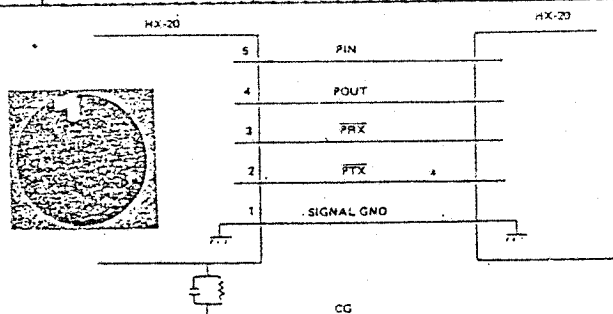 HX-20 HX-20
5 PIN
4 POUT
3 PRX
2 PTX
1 SIGNAL GND
CG